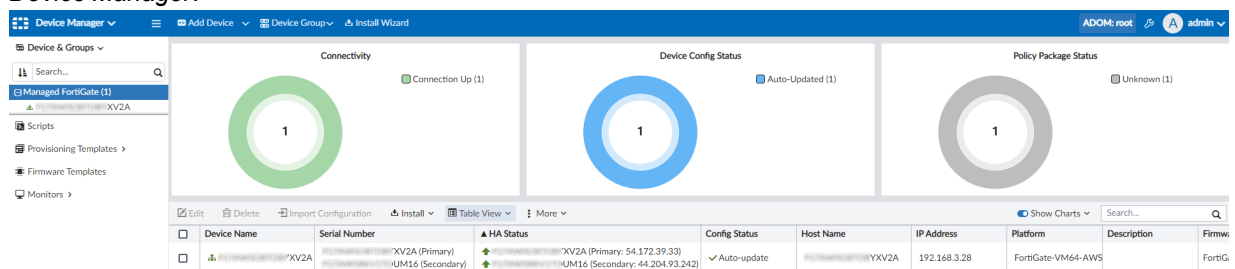 Device Manager.
Device Manager
Add Device
Device Group
Install Wizard
ADOM: root
A
admin
Device & Groups
Search...
Managed FortiGate (1)
XV2A
Scripts
Provisioning Templates
Firmware Templates
Monitors
Connectivity
Connection Up (1)
1
Device Config Status
Auto-Updated (1)
1
Policy Package Status
Unknown (1)
1
Edit Delete Import Configuration Install Table View More
Show Charts Search...
Device Name Serial Number HA Status Config Status Host Name IP Address Platform Description Firmwa
XV2A XV2A (Primary) XV2A (Primary: 54.172.39.33) Auto-update YXV2A 192.168.3.28 FortiGate-VM64-AWS FortiGa
UM16 (Secondary) UM16 (Secondary: 44.204.93.242)